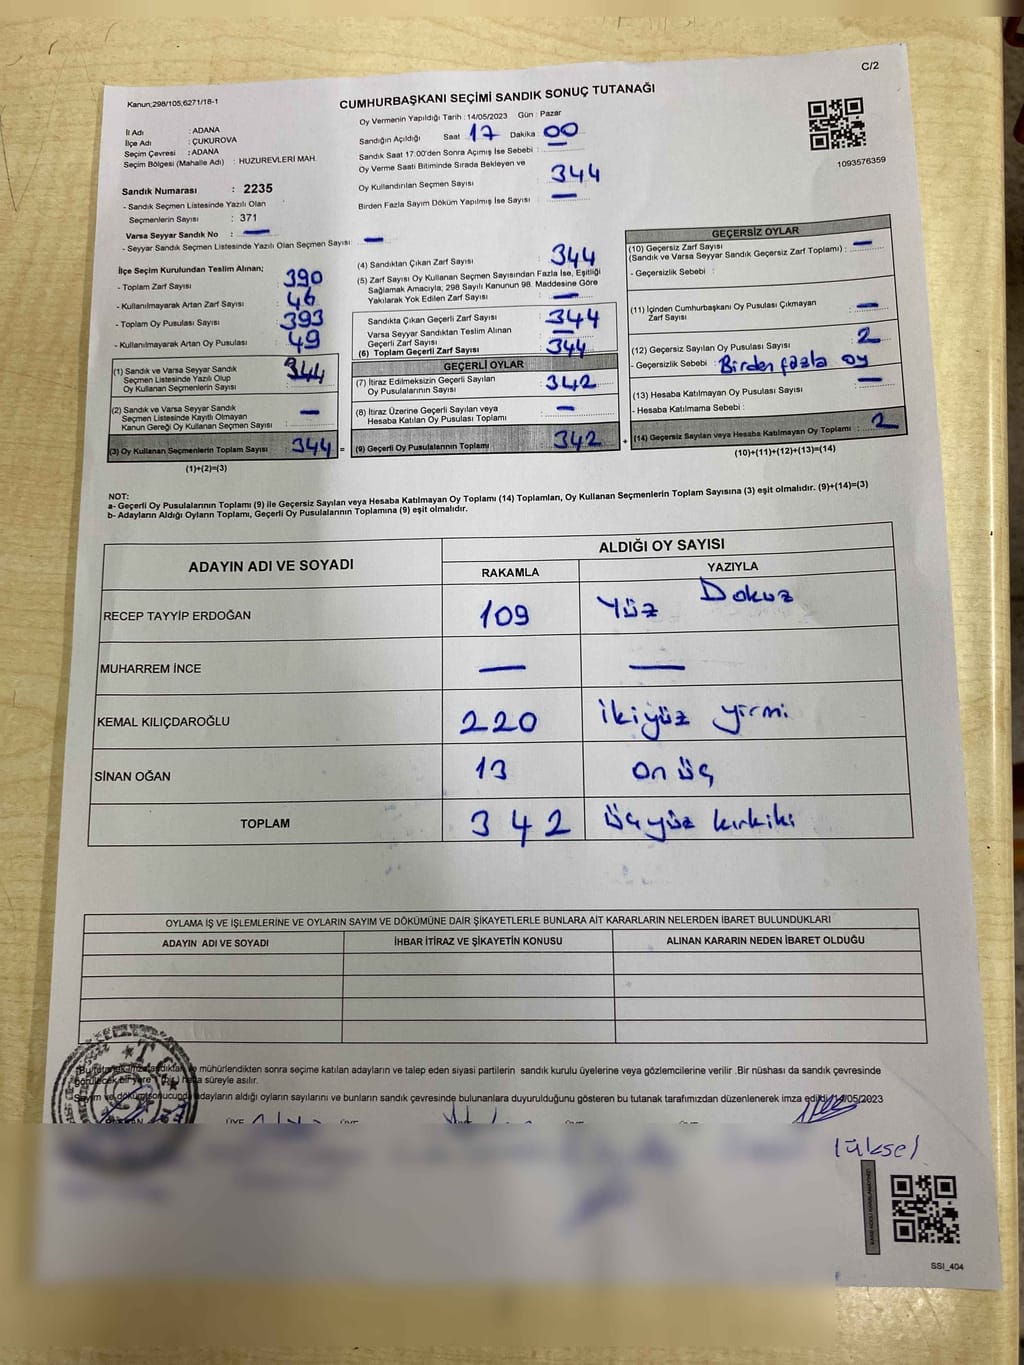 C/2
Kanun;298/105,6271/18-1
CUMHURBAŞKANI SEÇİMİ SANDIK SONUÇ TUTANAĞI
İl Adı : ADANA
İlçe Adı : ÇUKUROVA
Seçim Çevresi : ADANA
Seçim Bölgesi (Mahalle Adı) : HUZUREVLERİ MAH.
Sandık Numarası : 2235
- Sandık Seçmen Listesinde Yazılı Olan
Seçmenlerin Sayısı : 371
Varsa Seyyar Sandık No : —
- Seyyar Sandık Seçmen Listesinde Yazılı Olan Seçmen Sayısı : —
Oy Vermenin Yapıldığı Tarih : 14/05/2023 Gün : Pazar
Sandığın Açıldığı Saat 17 Dakika 00
Sandık Saat 17:00'den Sonra Açımış İse Sebebi : —
Oy Verme Saati Bitiminde Sırada Bekleyen ve
Oy Kullandırılan Seçmen Sayısı 344
Birden Fazla Sayım Döküm Yapılmış İse Sayısı : —
1093576359
İlçe Seçim Kurulundan Teslim Alınan;
- Toplam Zarf Sayısı : 390
- Kullanılmayarak Artan Zarf Sayısı : 46
- Toplam Oy Pusulası Sayısı : 393
- Kullanılmayarak Artan Oy Pusulası : 49
(1) Sandık ve Varsa Seyyar Sandık
Seçmen Listesinde Yazılı Olup
Oy Kullanan Seçmenlerin Sayısı : 344
(2) Sandık ve Varsa Seyyar Sandık
Seçmen Listesinde Kayıtlı Olmayan
Kanun Gereği Oy Kullanan Seçmen Sayısı : —
(3) Oy Kullanan Seçmenlerin Toplam Sayısı : 344 =
(1)+(2)=(3)
(4) Sandıktan Çıkan Zarf Sayısı : 344
(5) Zarf Sayısı Oy Kullanan Seçmen Sayısından Fazla İse, Eşitliği
Sağlamak Amacıyla; 298 Sayılı Kanunun 98. Maddesine Göre
Yakılarak Yok Edilen Zarf Sayısı : —
Sandıkta Çıkan Geçerli Zarf Sayısı : 344
Varsa Seyyar Sandıktan Teslim Alınan
Geçerli Zarf Sayısı : —
(6) Toplam Geçerli Zarf Sayısı : 344
GEÇERLİ OYLAR
(7) İtiraz Edilmeksizin Geçerli Sayılan
Oy Pusulalarının Sayısı : 342
(8) İtiraz Üzerine Geçerli Sayılan veya
Hesaba Katılan Oy Pusulası Toplamı : —
(9) Geçerli Oy Pusulalarının Toplamı : 342 +
GEÇERSİZ OYLAR
(10) Geçersiz Zarf Sayısı
(Sandık ve Varsa Seyyar Sandık Geçersiz Zarf Toplamı) : —
- Geçersizlik Sebebi :
(11) İçinden Cumhurbaşkanı Oy Pusulası Çıkmayan
Zarf Sayısı : —
(12) Geçersiz Sayılan Oy Pusulası Sayısı : 2
- Geçersizlik Sebebi : Birden fazla oy
(13) Hesaba Katılmayan Oy Pusulası Sayısı : —
- Hesaba Katılmama Sebebi :
(14) Geçersiz Sayılan veya Hesaba Katılmayan Oy Toplamı : 2
(10)+(11)+(12)+(13)=(14)
NOT:
a- Geçerli Oy Pusulalarının Toplamı (9) ile Geçersiz Sayılan veya Hesaba Katılmayan Oy Toplamı (14) Toplamları, Oy Kullanan Seçmenlerin Toplam Sayısına (3) eşit olmalıdır. (9)+(14)=(3)
b- Adayların Aldığı Oyların Toplamı, Geçerli Oy Pusulalarının Toplamına (9) eşit olmalıdır.
ADAYIN ADI VE SOYADI ALDIĞI OY SAYISI
RAKAMLA YAZIYLA
RECEP TAYYİP ERDOĞAN 109 Yüz Dokuz
MUHARREM İNCE — —
KEMAL KILIÇDAROĞLU 220 ikiyüz yirmi
SİNAN OĞAN 13 on üç
TOPLAM 342 üçyüz kırkiki
OYLAMA İŞ VE İŞLEMLERİNE VE OYLARIN SAYIM VE DÖKÜMÜNE DAİR ŞİKAYETLERLE BUNLARA AİT KARARLARIN NELERDEN İBARET BULUNDUKLARI
ADAYIN ADI VE SOYADI İHBAR İTİRAZ VE ŞİKAYETİN KONUSU ALINAN KARARIN NEDEN İBARET OLDUĞU
Bu tutanak mühürlendikten sonra seçime katılan adayların ve talep eden siyasi partilerin sandık kurulu üyelerine veya gözlemcilerine verilir .Bir nüshası da sandık çevresinde
bir yere süreyle asılır.
Sayım ve döküm sonucunda adayların aldığı oyların sayılarını ve bunların sandık çevresinde bulunanlara duyurulduğunu gösteren bu tutanak tarafımızdan düzenlenerek imza edildi. 14/05/2023
ÜYE ÜYE
Yüksel
SSI_404